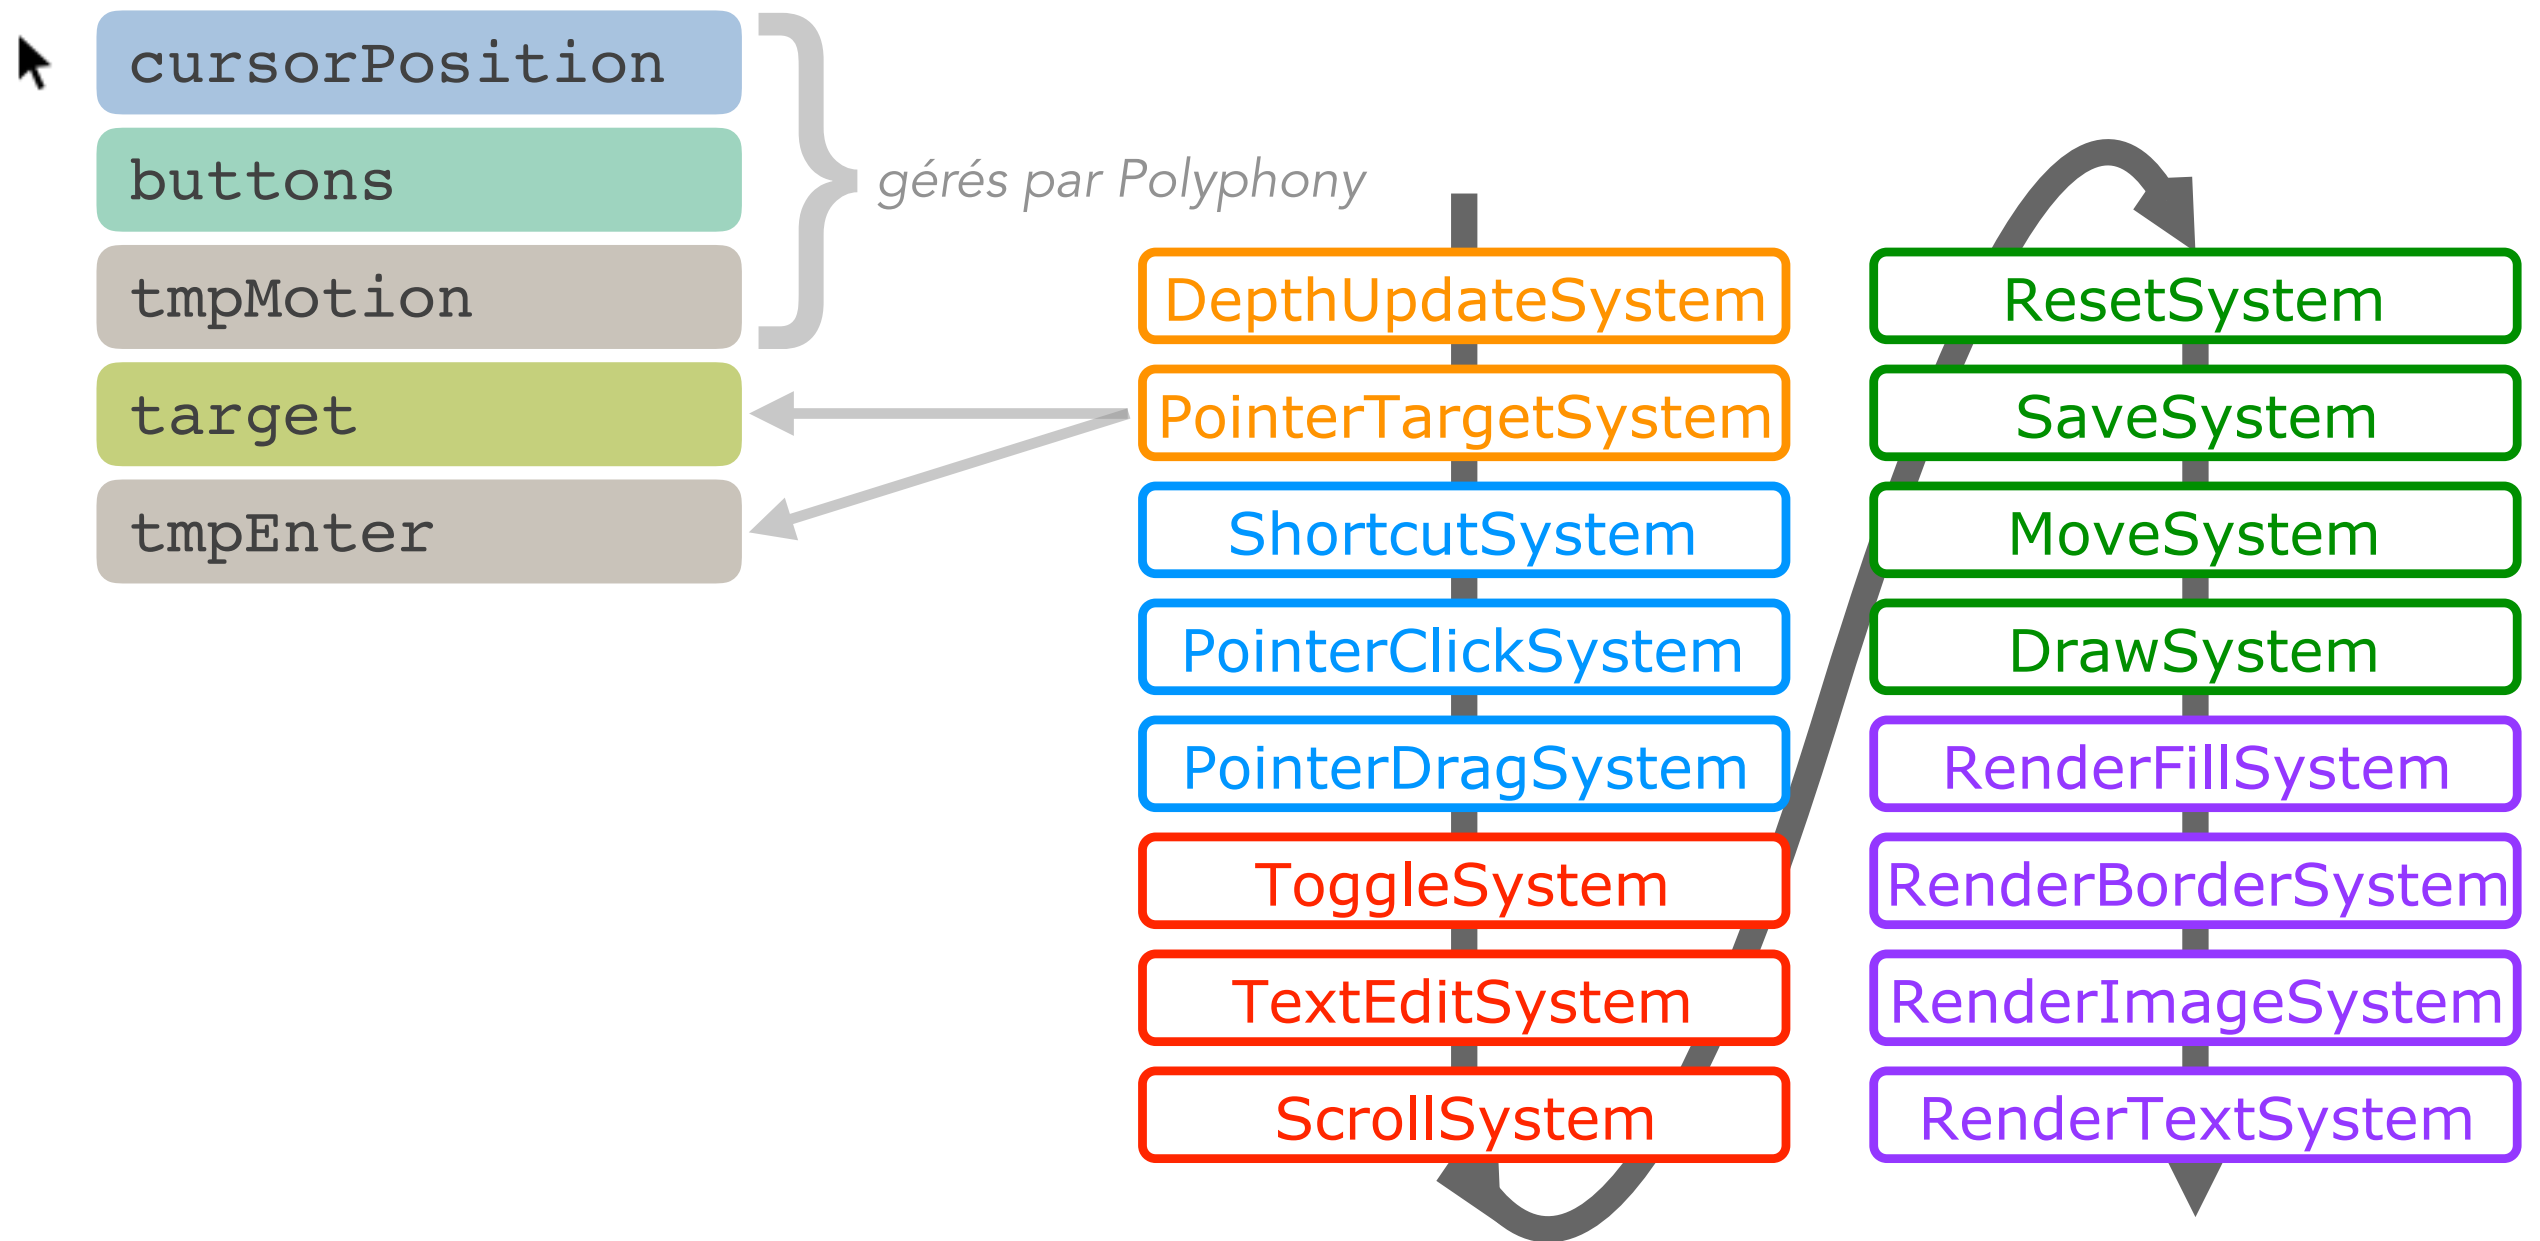 cursorPosition
buttons
tmpMotion
target
tmpEnter
gérés par Polyphony
DepthUpdateSystem
PointerTargetSystem
ShortcutSystem
PointerClickSystem
PointerDragSystem
ToggleSystem
TextEditSystem
ScrollSystem
ResetSystem
SaveSystem
MoveSystem
DrawSystem
RenderFillSystem
RenderBorderSystem
RenderImageSystem
RenderTextSystem